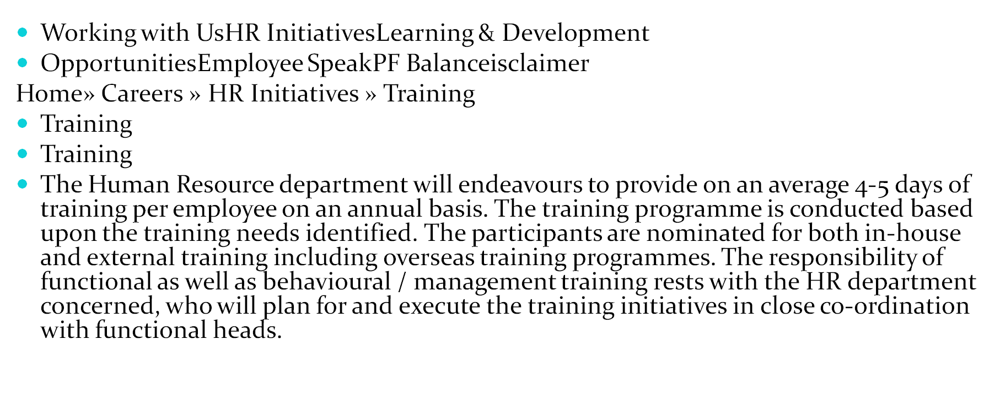 • Working with UsHR InitiativesLearning & Development
• OpportunitiesEmployee SpeakPF Balanceisclaimer
Home» Careers » HR Initiatives » Training
• Training
• Training
• The Human Resource department will endeavours to provide on an average 4-5 days of
training per employee on an annual basis. The training programme is conducted based
upon the training needs identified. The participants are nominated for both in-house
and external training including overseas training programmes. The responsibility of
functional as well as behavioural / management training rests with the HR department
concerned, who will plan for and execute the training initiatives in close co-ordination
with functional heads.